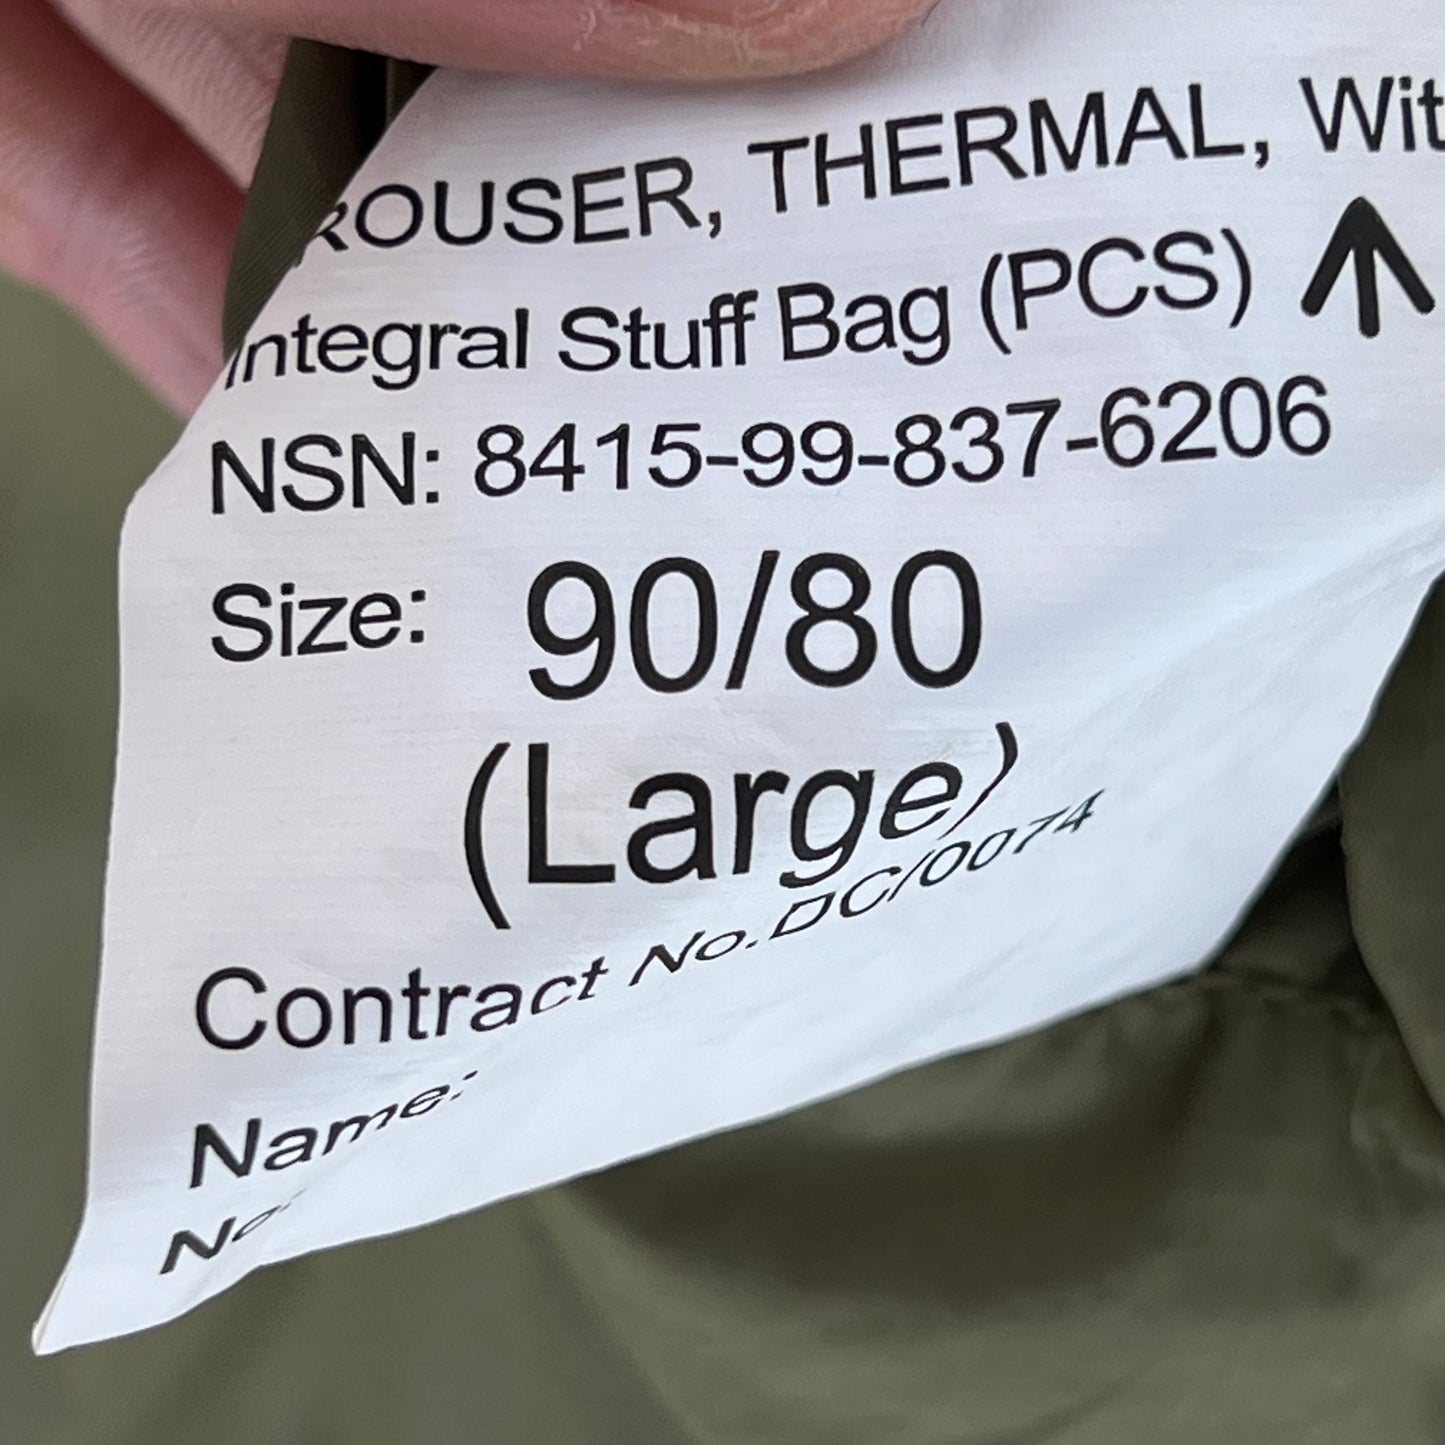 ROUSER, THERMAL, Wit
Integral Stuff Bag (PCS)
NSN: 8415-99-837-6206
Size: 90/80
(Large)
Contract No.DC/0074
Name:
No: